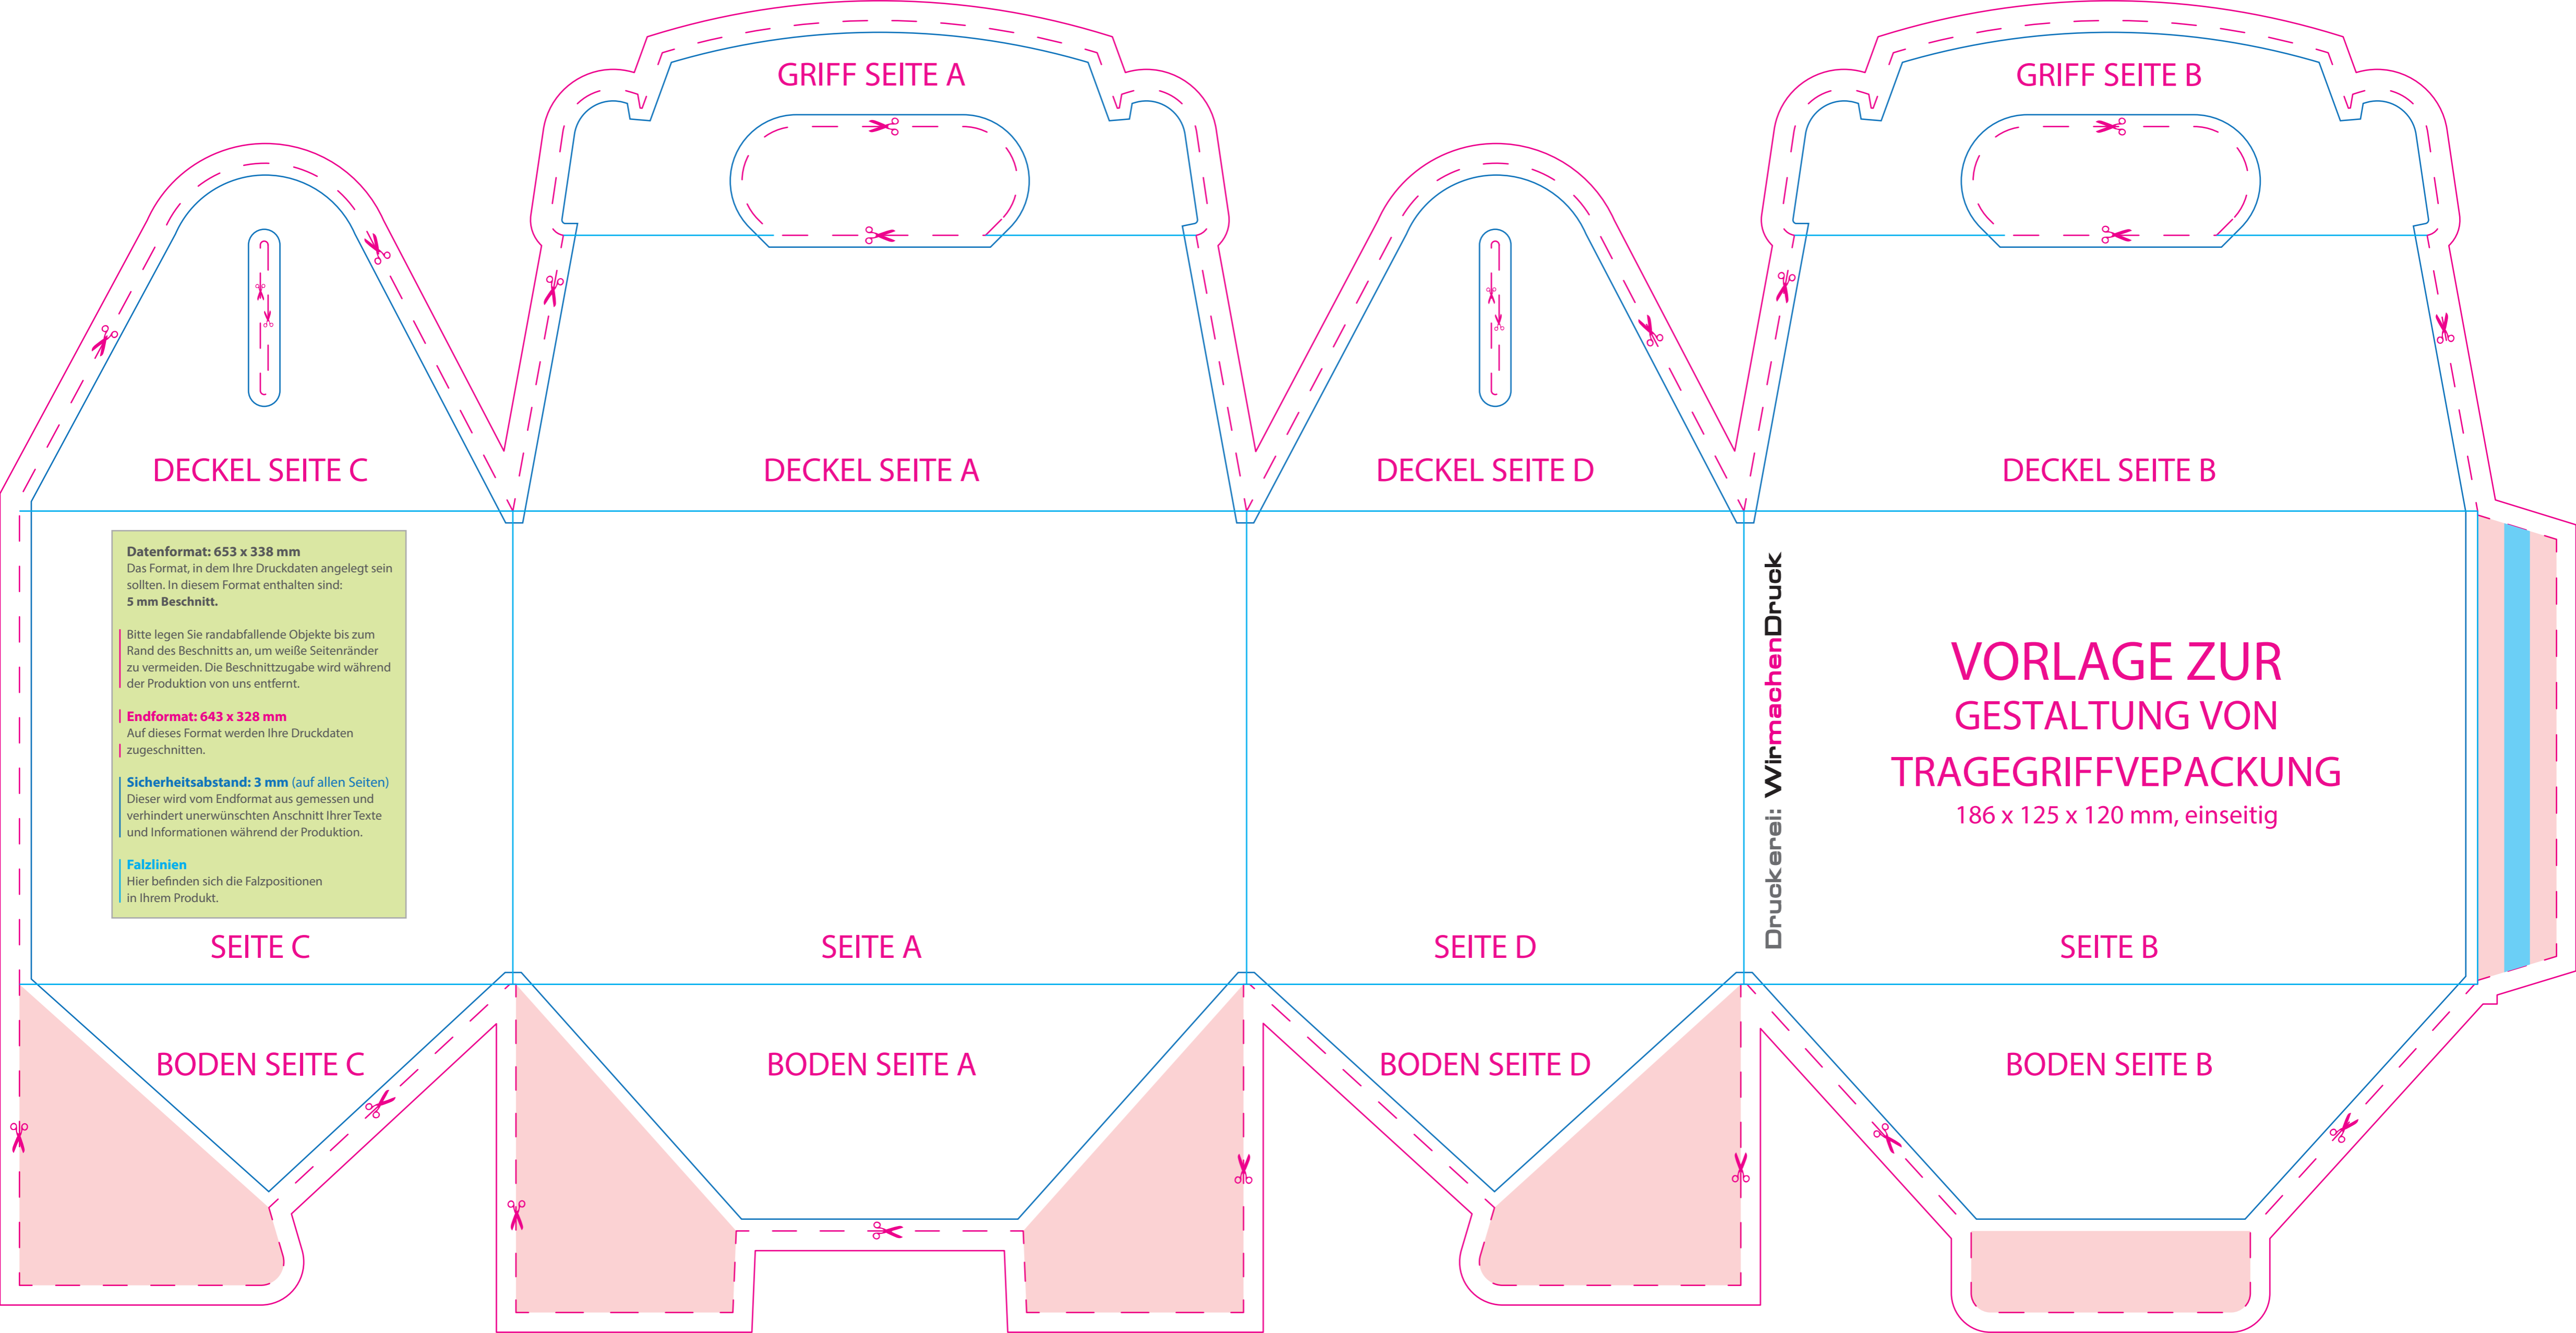 GRIFF SEITE A
GRIFF SEITE B
DECKEL SEITE C
DECKEL SEITE A
DECKEL SEITE D
DECKEL SEITE B
Datenformat: 653 x 338 mm
Das Format, in dem Ihre Druckdaten angelegt sein
sollten. In diesem Format enthalten sind:
5 mm Beschnitt.
Bitte legen Sie randabfallende Objekte bis zum
Rand des Beschnitts an, um weiße Seitenränder
zu vermeiden. Die Beschnittzugabe wird während
der Produktion von uns entfernt.
Endformat: 643 x 328 mm
Auf dieses Format werden Ihre Druckdaten
zugeschnitten.
Sicherheitsabstand: 3 mm (auf allen Seiten)
Dieser wird vom Endformat aus gemessen und
verhindert unerwünschten Anschnitt Ihrer Texte
und Informationen während der Produktion.
Falzlinien
Hier befinden sich die Falzpositionen
in Ihrem Produkt.
Druckerei: WirmachenDruck
VORLAGE ZUR
GESTALTUNG VON
TRAGEGRIFFVEPACKUNG
186 x 125 x 120 mm, einseitig
SEITE C
SEITE A
SEITE D
SEITE B
BODEN SEITE C
BODEN SEITE A
BODEN SEITE D
BODEN SEITE B